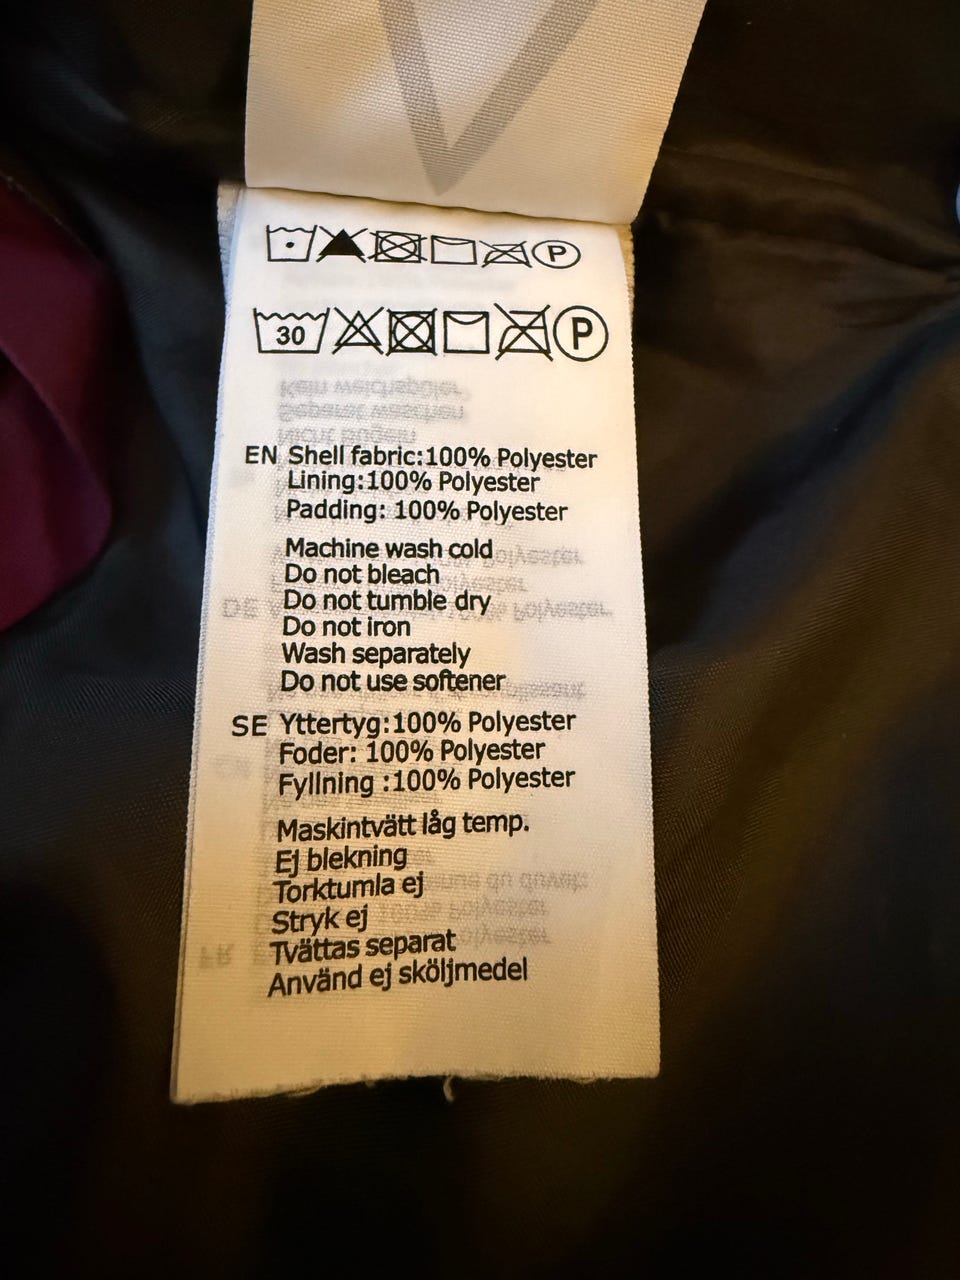 P
30 P
EN Shell fabric:100% Polyester
Lining:100% Polyester
Padding: 100% Polyester
Machine wash cold
Do not bleach
Do not tumble dry
Do not iron
Wash separately
Do not use softener
SE Yttertyg:100% Polyester
Foder: 100% Polyester
Fyllning :100% Polyester
Maskintvätt låg temp.
Ej blekning
Torktumla ej
Stryk ej
Tvättas separat
Använd ej sköljmedel